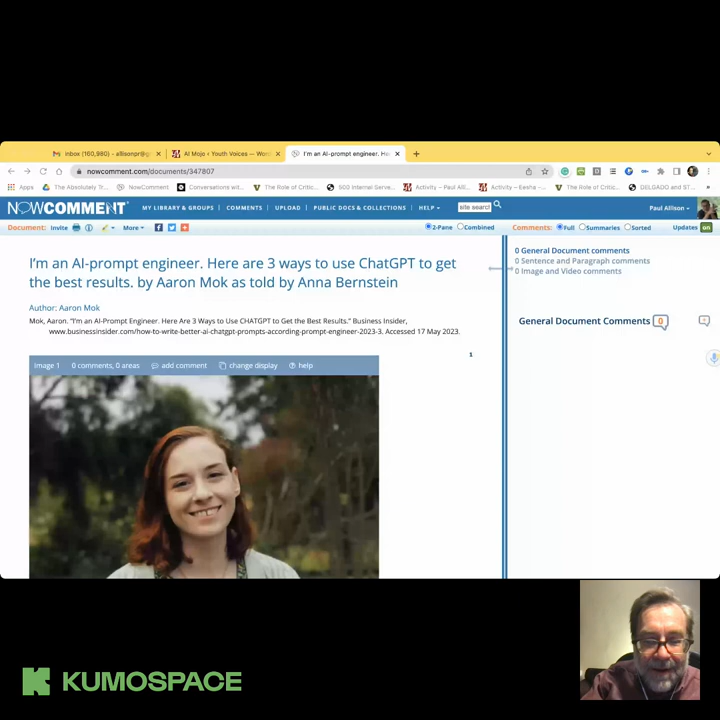 Inbox (160,980) - allisonpr@g
AI Mojo ‹ Youth Voices — Wor
I'm an AI-prompt engineer. He
nowcomment.com/documents/347807
Apps
The Absolutely Tra...
NowComment
Conversations wit...
The Role of Critic...
503 Internal Serve...
Activity – Paul Alli...
Activity – Eesha –...
The Role of Critic...
DELGADO and ST...
NOWCOMMENT
MY LIBRARY & GROUPS
COMMENTS
UPLOAD
PUBLIC DOCS & COLLECTIONS
HELP
site search
Paul Allison
Document: Invite
More
2-Pane
Combined
Comments: Full
Summaries
Sorted
Updates on
I'm an AI-prompt engineer. Here are 3 ways to use ChatGPT to get
the best results. by Aaron Mok as told by Anna Bernstein
Author: Aaron Mok
Mok, Aaron. "I'm an AI-Prompt Engineer. Here Are 3 Ways to Use CHATGPT to Get the Best Results." Business Insider,
www.businessinsider.com/how-to-write-better-ai-chatgpt-prompts-according-prompt-engineer-2023-3. Accessed 17 May 2023.
1
Image 1
0 comments, 0 areas
add comment
change display
help
0 General Document comments
0 Sentence and Paragraph comments
0 Image and Video comments
General Document Comments 0
KUMOSPACE